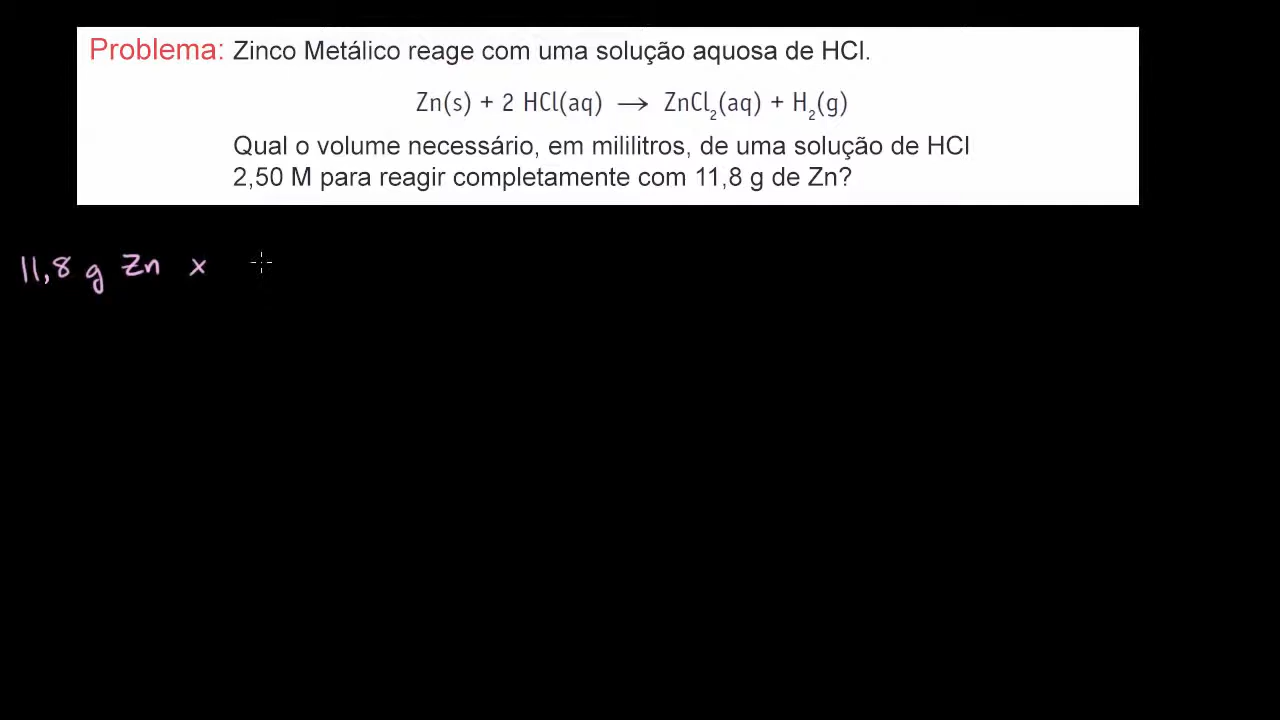 Problema: Zinco Metálico reage com uma solução aquosa de HCl.
Zn(s) + 2 HCl(aq) → ZnCl₂(aq) + H₂(g)
Qual o volume necessário, em mililitros, de uma solução de HCl
2,50 M para reagir completamente com 11,8 g de Zn?
11,8 g Zn x